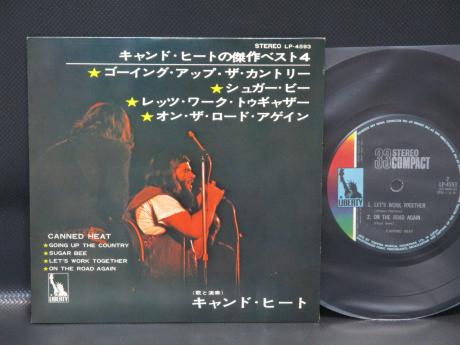 STEREO LP-4593
キャンド・ヒートの傑作ベスト4
★ゴーイング・アップ・ザ・カントリー
★シュガー・ビー
★レッツ・ワーク・トゥギャザー
★オン・ザ・ロード・アゲイン
CANNED HEAT
★GOING UP THE COUNTRY
★SUGAR BEE
★LET'S WORK TOGETHER
★ON THE ROAD AGAIN
LIBERTY
(歌と演奏)
キャンド・ヒート
33 STEREO
COMPACT
LIBERTY
2
LP-4593
1. LET'S WORK TOGETHER
2. ON THE ROAD AGAIN
CANNED HEAT